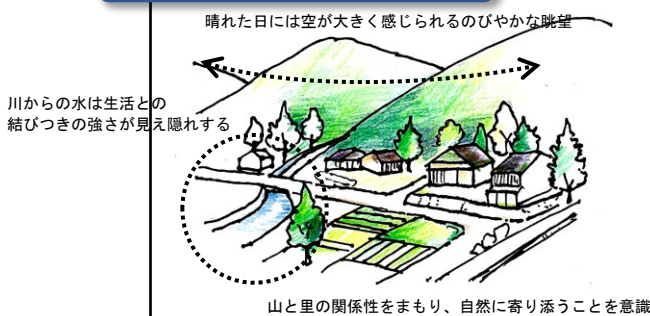 晴れた日には空が大きく感じられるのびやかな眺望
川からの水は生活との
結びつきの強さが見え隠れする
山と里の関係性をまもり、自然に寄り添うことを意識